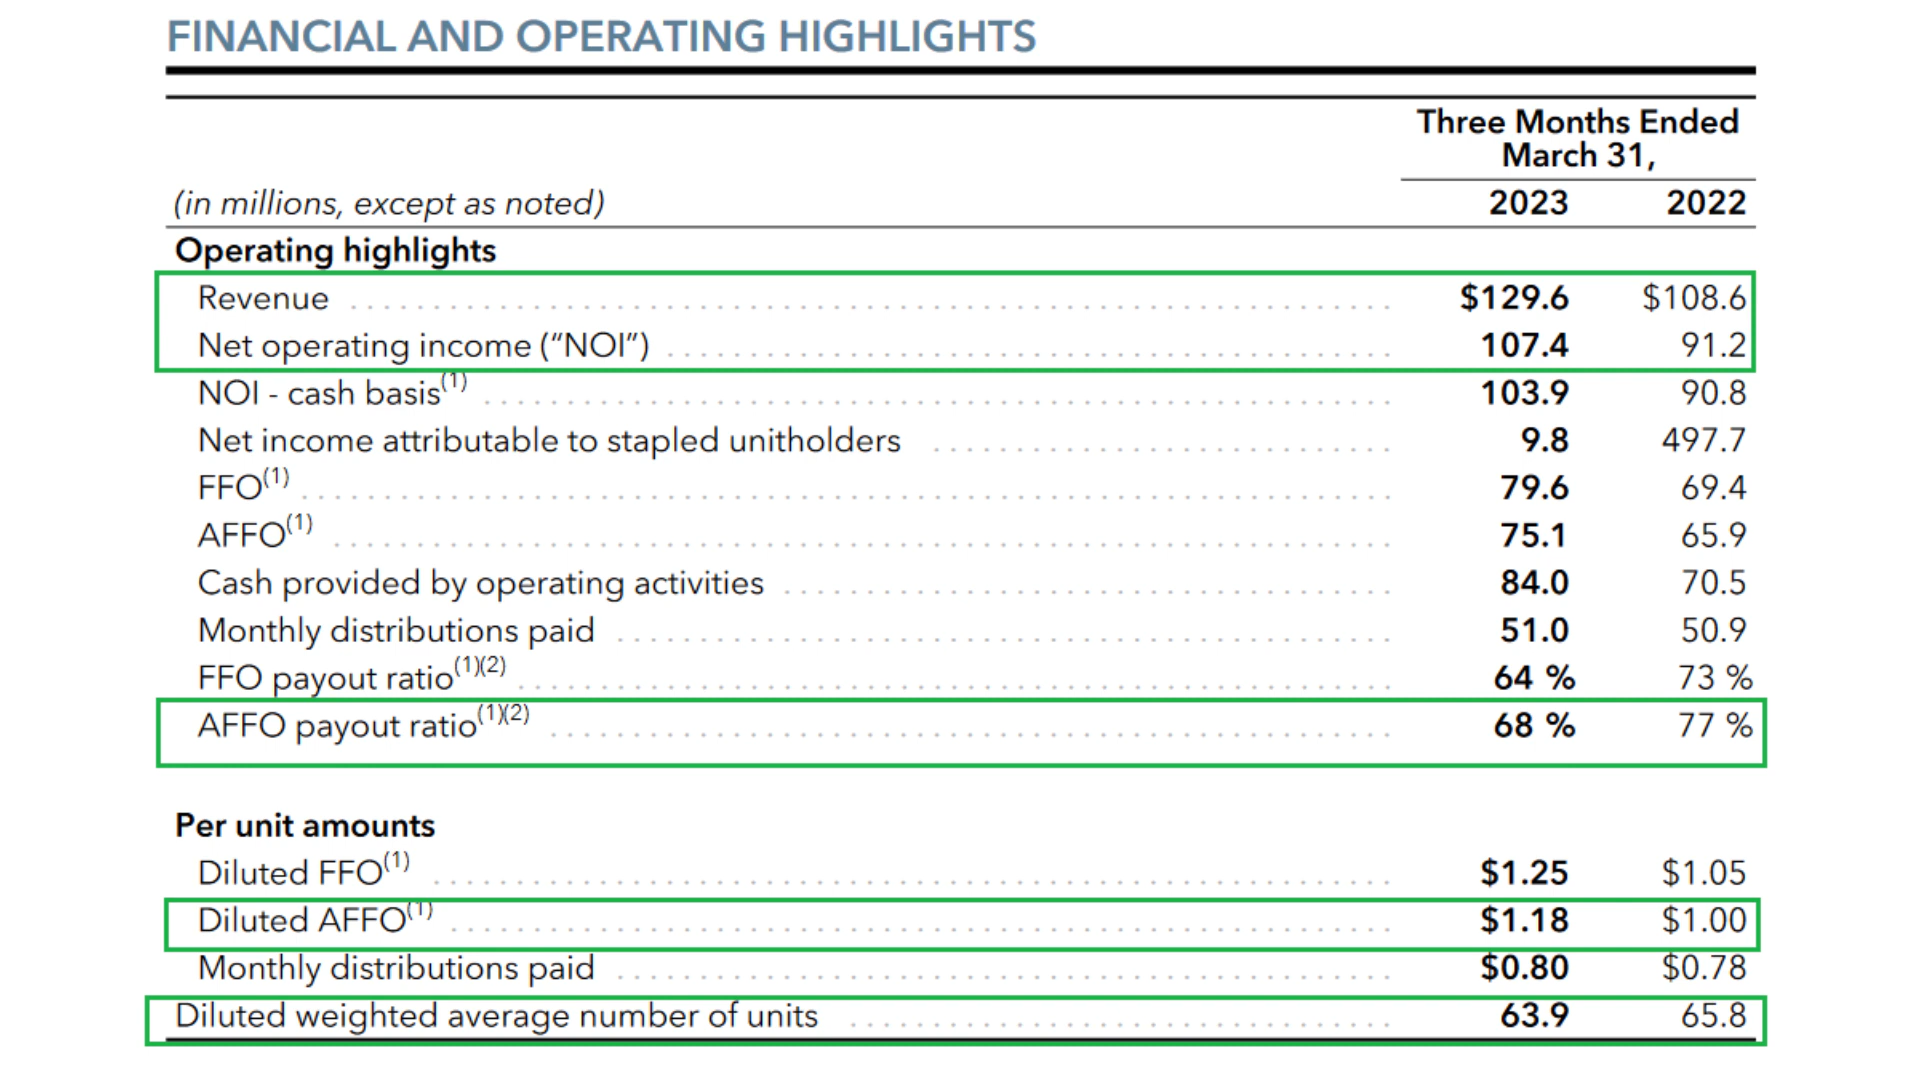 FINANCIAL AND OPERATING HIGHLIGHTS
Three Months Ended
March 31,
(in millions, except as noted) 2023 2022
Operating highlights
Revenue $129.6 $108.6
Net operating income (“NOI”) 107.4 91.2
NOI - cash basis(1) 103.9 90.8
Net income attributable to stapled unitholders 9.8 497.7
FFO(1) 79.6 69.4
AFFO(1) 75.1 65.9
Cash provided by operating activities 84.0 70.5
Monthly distributions paid 51.0 50.9
FFO payout ratio(1)(2) 64 % 73 %
AFFO payout ratio(1)(2) 68 % 77 %
Per unit amounts
Diluted FFO(1) $1.25 $1.05
Diluted AFFO(1) $1.18 $1.00
Monthly distributions paid $0.80 $0.78
Diluted weighted average number of units 63.9 65.8